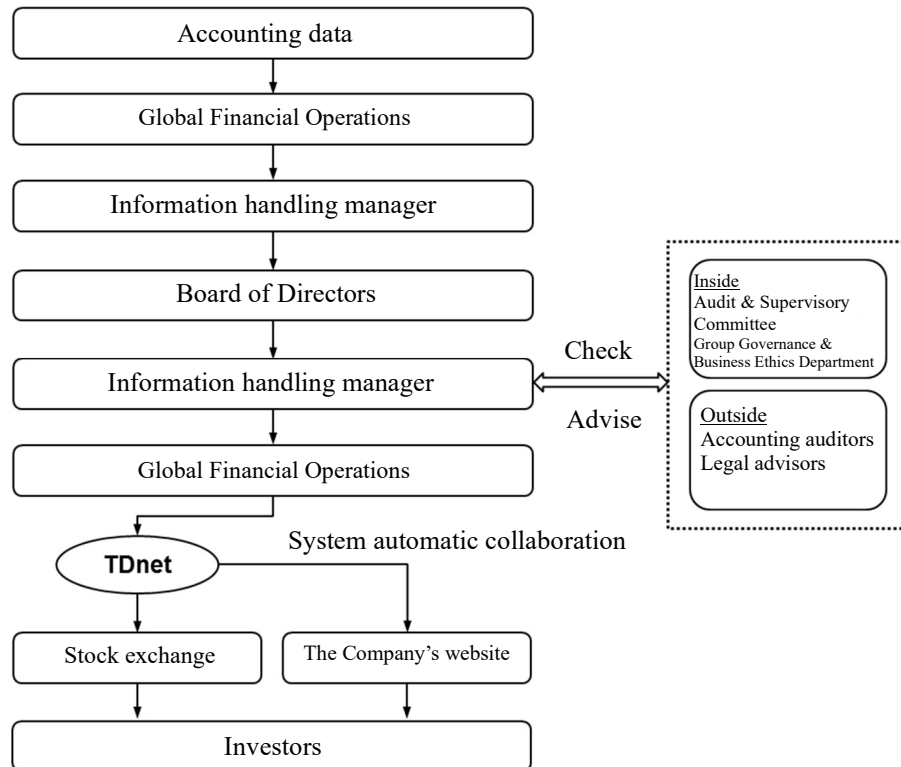 Accounting data
Global Financial Operations
Information handling manager
Board of Directors
Information handling manager
Check
Advise
Inside
Audit & Supervisory
Committee
Group Governance &
Business Ethics Department
Outside
Accounting auditors
Legal advisors
Global Financial Operations
TDnet
System automatic collaboration
Stock exchange
The Company’s website
Investors